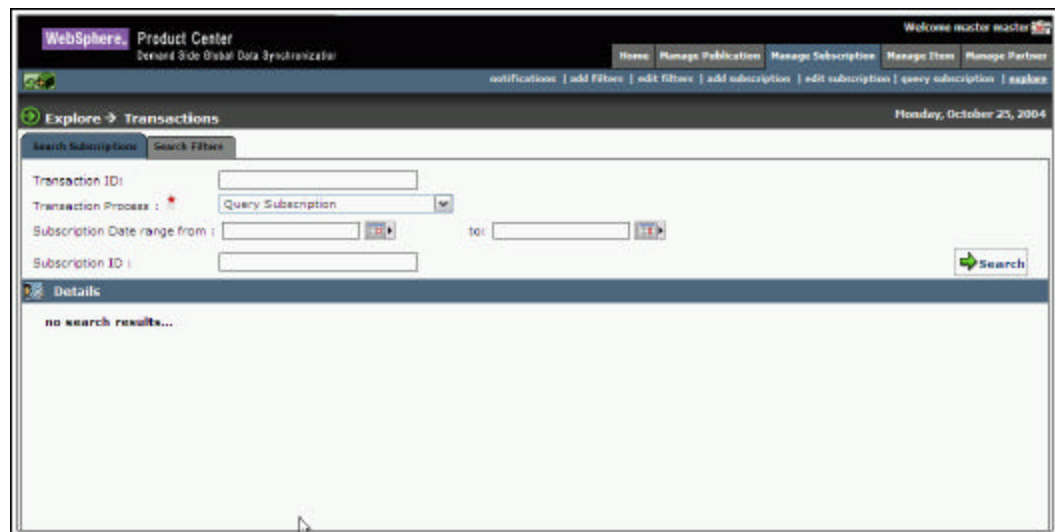 Welcome master master
WebSphere. Product Center
Demand Side Global Data Synchronization
Home Manage Publication Manage Subscription Manage Item Manage Partner
notifications | add filters | edit filters | add subscription | edit subscription | query subscription | explore
Explore → Transactions
Monday, October 25, 2004
Search Subscriptions Search Filters
Transaction ID:
Transaction Process : * Query Subscription
Subscription Date range from : to:
Subscription ID :
Search
Details
no search results...